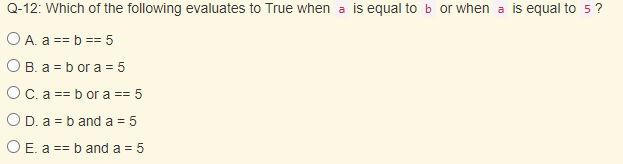 Q-12: Which of the following evaluates to True when a is equal to b or when a is equal to 5 ?
A. a == b == 5
B. a = b or a = 5
C. a == b or a == 5
D. a = b and a = 5
E. a == b and a = 5